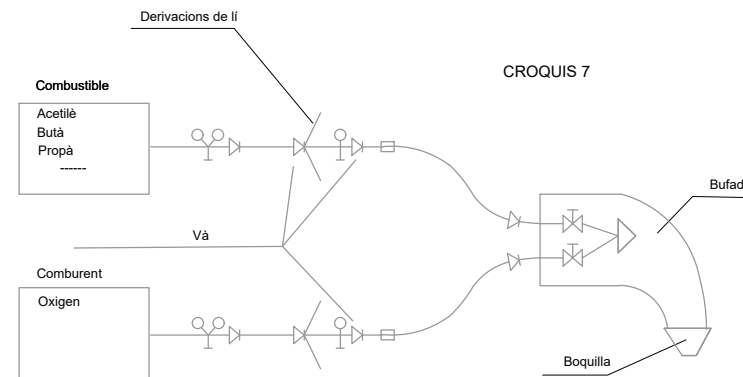 Derivacions de lí
CROQUIS 7
Combustible
Acetilè
Butà
Propà
------
Bufad
Và
Comburent
Oxigen
Boquilla